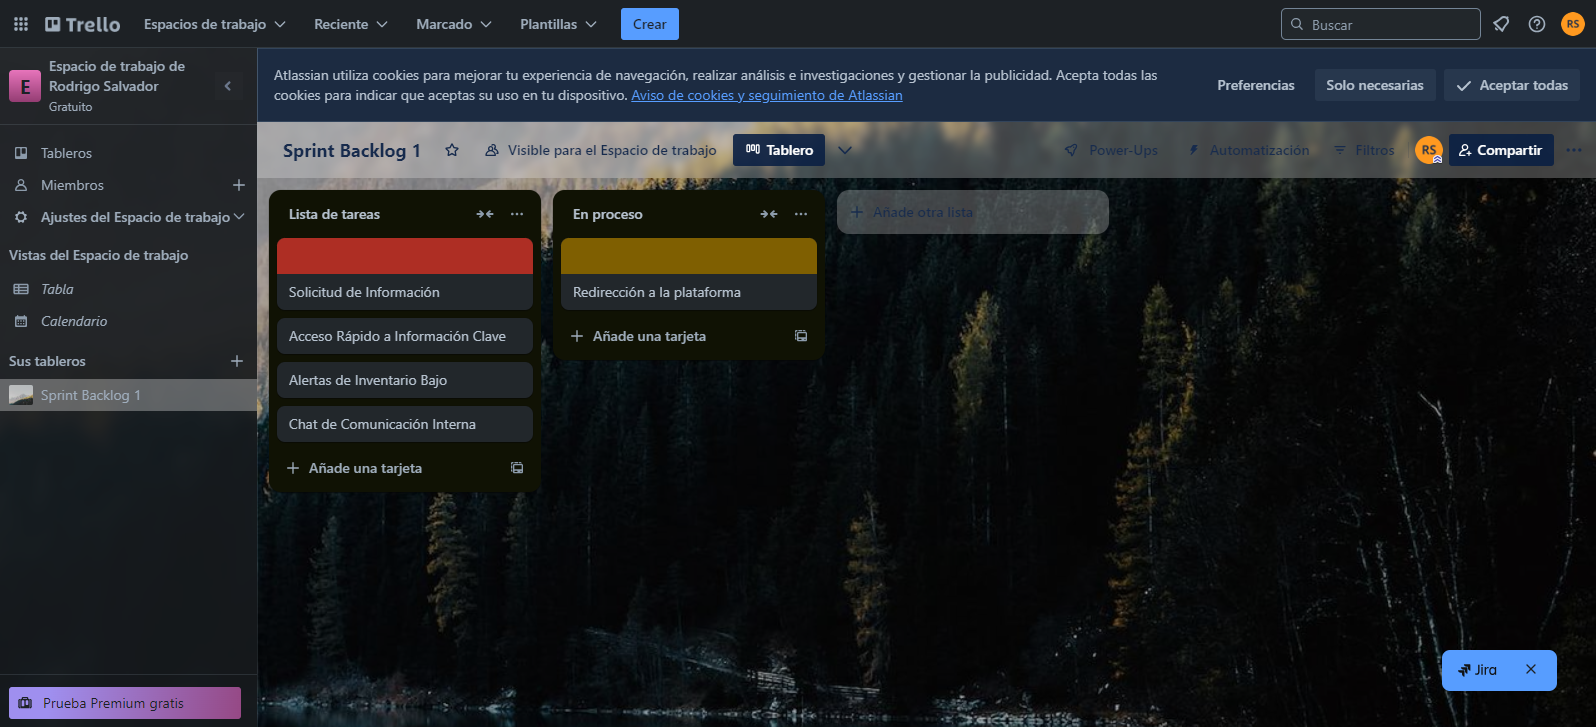 Trello
Espacios de trabajo
Reciente
Marcado
Plantillas
Crear
Buscar
RS
E
Espacio de trabajo de
Rodrigo Salvador
Gratuito
Atlassian utiliza cookies para mejorar tu experiencia de navegación, realizar análisis e investigaciones y gestionar la publicidad. Acepta todas las
cookies para indicar que aceptas su uso en tu dispositivo. Aviso de cookies y seguimiento de Atlassian
Preferencias
Solo necesarias
Aceptar todas
Tableros
Miembros
Ajustes del Espacio de trabajo
Vistas del Espacio de trabajo
Tabla
Calendario
Sus tableros
Sprint Backlog 1
Prueba Premium gratis
Sprint Backlog 1
Visible para el Espacio de trabajo
Tablero
Power-Ups
Automatización
Filtros
RS
Compartir
Lista de tareas
Solicitud de Información
Acceso Rápido a Información Clave
Alertas de Inventario Bajo
Chat de Comunicación Interna
Añade una tarjeta
En proceso
Redirección a la plataforma
Añade una tarjeta
Añade otra lista
Jira